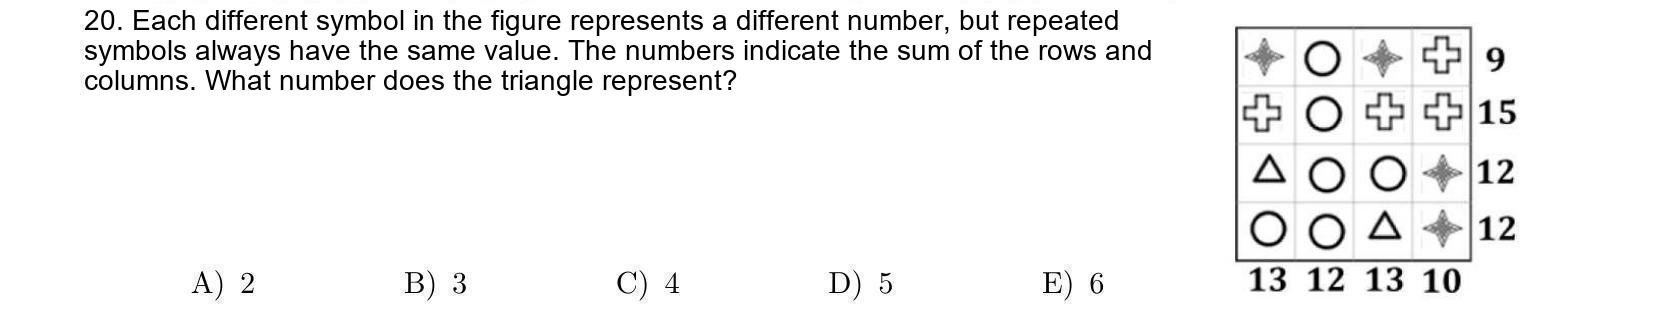 20. Each different symbol in the figure represents a different number, but repeated
symbols always have the same value. The numbers indicate the sum of the rows and
columns. What number does the triangle represent?
A) 2 B) 3 C) 4 D) 5 E) 6
9
15
12
12
13 12 13 10